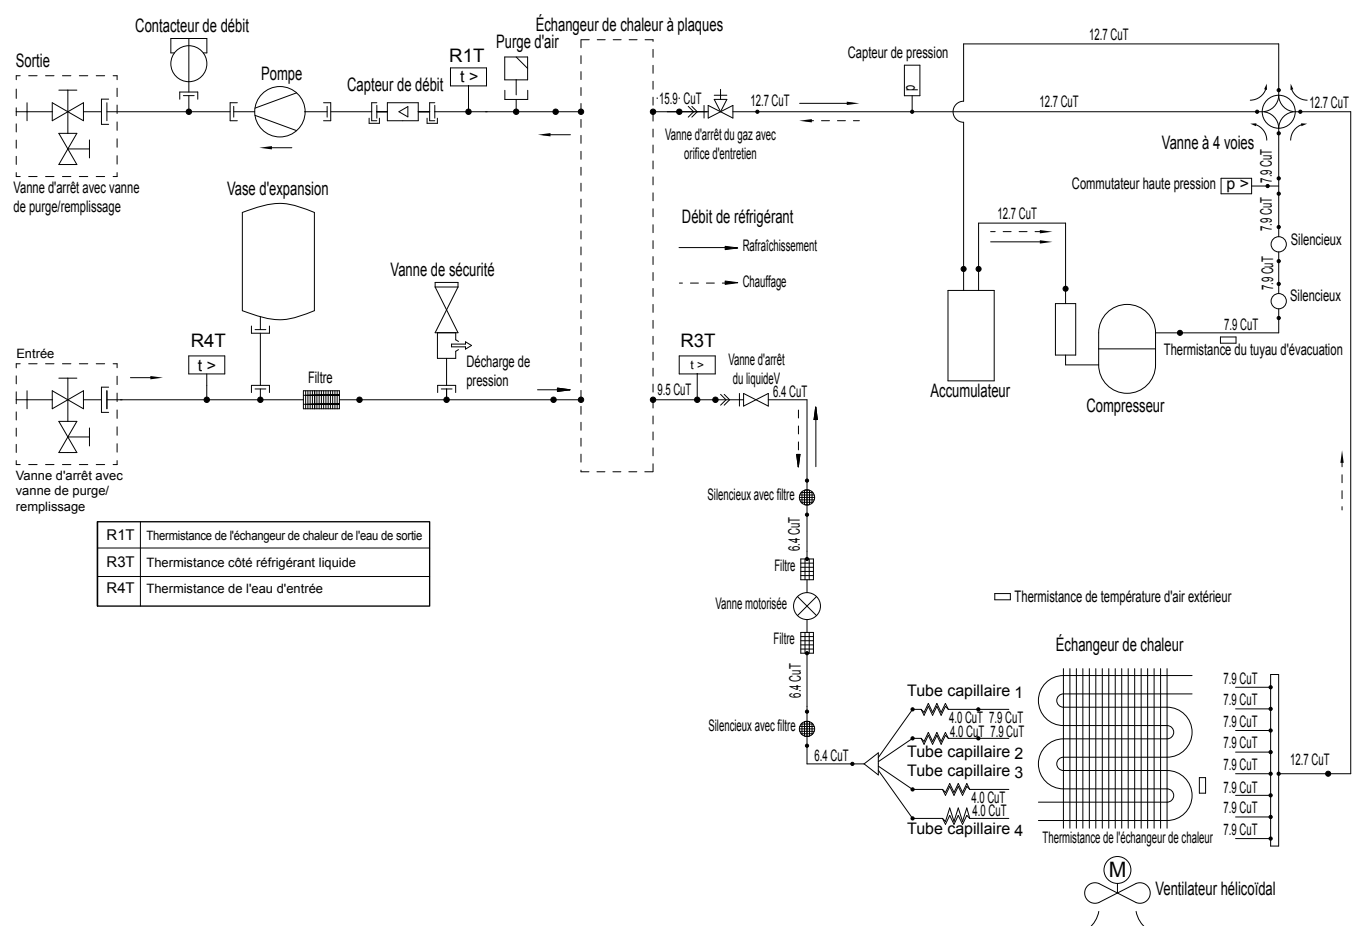 Échangeur de chaleur à plaques
Contacteur de débit
Sortie
Pompe
Capteur de débit
R1T
t >
Purge d'air
Vanne d'arrêt avec vanne
de purge/remplissage
Vase d'expansion
Vanne de sécurité
Décharge de
pression
Entrée
R4T
t >
Filtre
Vanne d'arrêt avec
vanne de purge/
remplissage
15.9 CuT
12.7 CuT
Vanne d'arrêt du gaz avec
orifice d'entretien
Capteur de pression
p
12.7 CuT
12.7 CuT
12.7 CuT
Vanne à 4 voies
7.9 CuT
Commutateur haute pression
p >
7.9 CuT
Silencieux
7.9 CuT
Silencieux
7.9 CuT
Thermistance du tuyau d'évacuation
12.7 CuT
Accumulateur
Compresseur
Débit de réfrigérant
Rafraîchissement
Chauffage
R3T
t >
9.5 CuT
Vanne d'arrêt
du liquideV
6.4 CuT
Silencieux avec filtre
6.4 CuT
Filtre
Vanne motorisée
Filtre
6.4 CuT
Silencieux avec filtre
6.4 CuT
R1T Thermistance de l'échangeur de chaleur de l'eau de sortie
R3T Thermistance côté réfrigérant liquide
R4T Thermistance de l'eau d'entrée
Thermistance de température d'air extérieur
Échangeur de chaleur
Tube capillaire 1
4.0 CuT 7.9 CuT
4.0 CuT 7.9 CuT
Tube capillaire 2
Tube capillaire 3
4.0 CuT
4.0 CuT
Tube capillaire 4
Thermistance de l'échangeur de chaleur
7.9 CuT
7.9 CuT
7.9 CuT
7.9 CuT
7.9 CuT
7.9 CuT
7.9 CuT
7.9 CuT
12.7 CuT
M
Ventilateur hélicoïdal